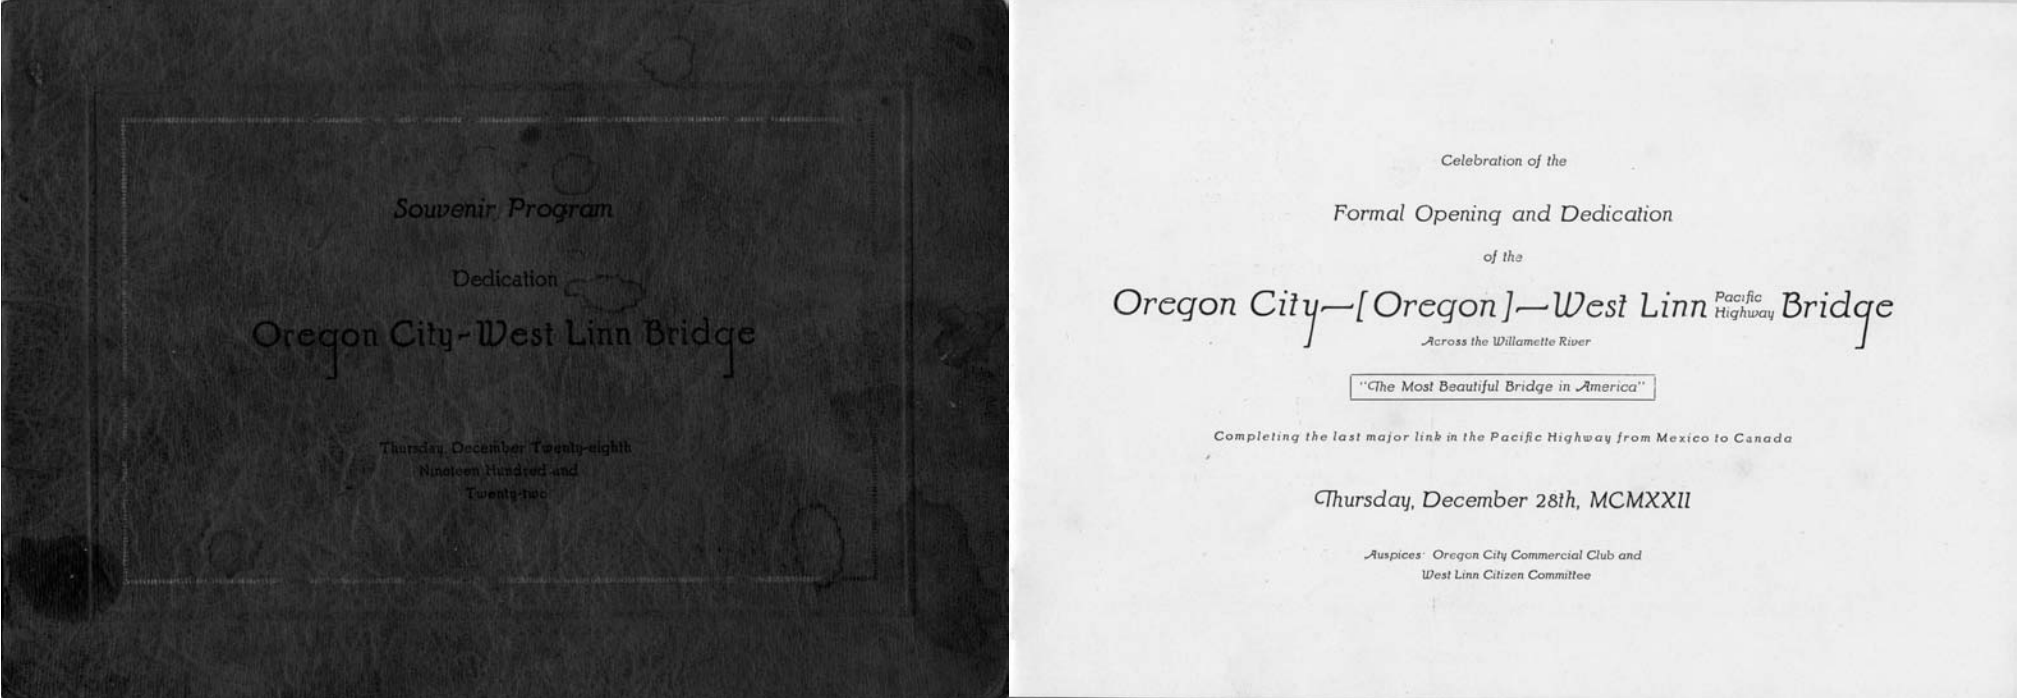 Souvenir Program
Dedication
Oregon City-West Linn Bridge
Thursday, December Twenty-eighth
Nineteen Hundred and
Twenty-two
Celebration of the
Formal Opening and Dedication
of the
Oregon City—[Oregon]—West Linn Pacific Highway Bridge
Across the Willamette River
"The Most Beautiful Bridge in America"
Completing the last major link in the Pacific Highway from Mexico to Canada
Thursday, December 28th, MCMXXII
Auspices: Oregon City Commercial Club and
West Linn Citizen Committee